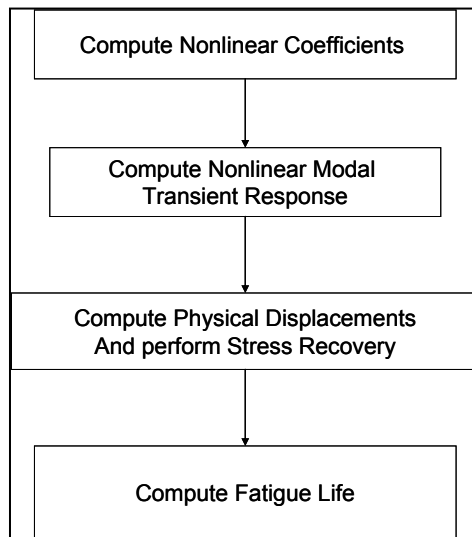 Compute Nonlinear Coefficients
Compute Nonlinear Modal
Transient Response
Compute Physical Displacements
And perform Stress Recovery
Compute Fatigue Life